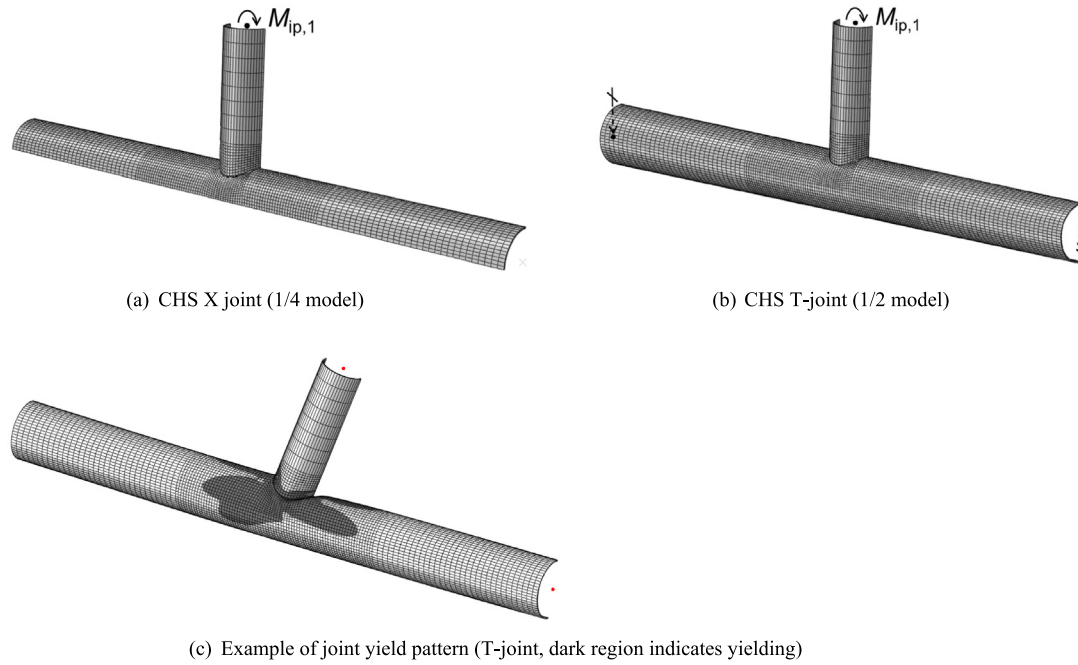 M_ip,1
M_ip,1
(a) CHS X joint (1/4 model)
(b) CHS T-joint (1/2 model)
(c) Example of joint yield pattern (T-joint, dark region indicates yielding)